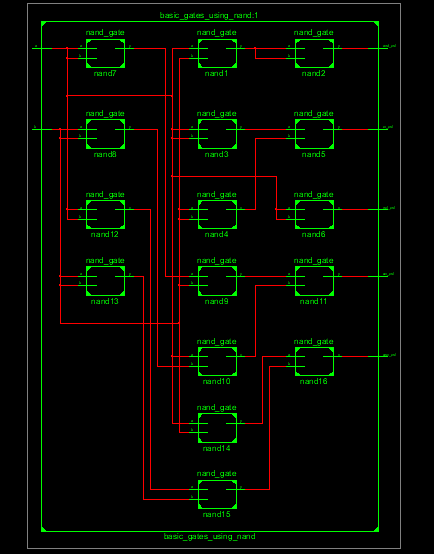 basic_gates_using_nand:1
nand_gate nand_gate nand_gate
nand7 nand1 nand2
nand_gate nand_gate nand_gate
nand8 nand3 nand5
nand_gate nand_gate nand_gate
nand12 nand4 nand6
nand_gate nand_gate nand_gate
nand13 nand9 nand11
nand_gate nand_gate
nand10 nand16
nand_gate
nand14
nand_gate
nand15
basic_gates_using_nand